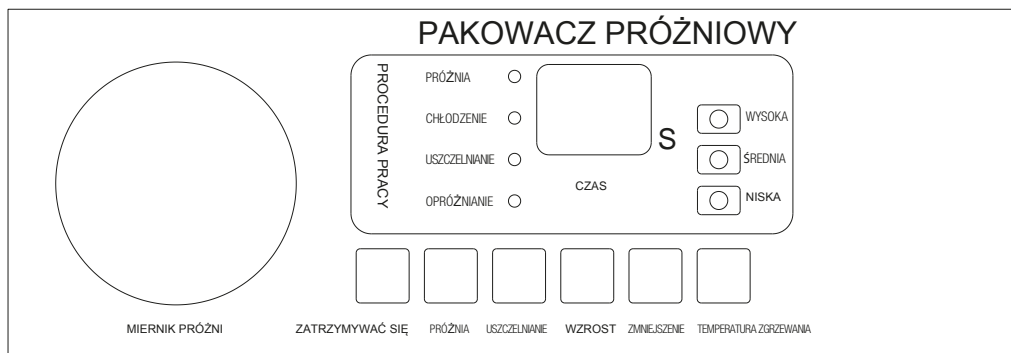 PAKOWACZ PRÓŻNIOWY
PROCEDURA PRACY
PRÓŻNIA
CHŁODZENIE
USZCZELNIANIE
OPRÓŻNIANIE
S
CZAS
WYSOKA
ŚREDNIA
NISKA
MIERNIK PRÓŻNI
ZATRZYMYWAĆ SIĘ
PRÓŻNIA
USZCZELNIANIE
WZROST
ZMNIEJSZENIE
TEMPERATURA ZGRZEWANIA